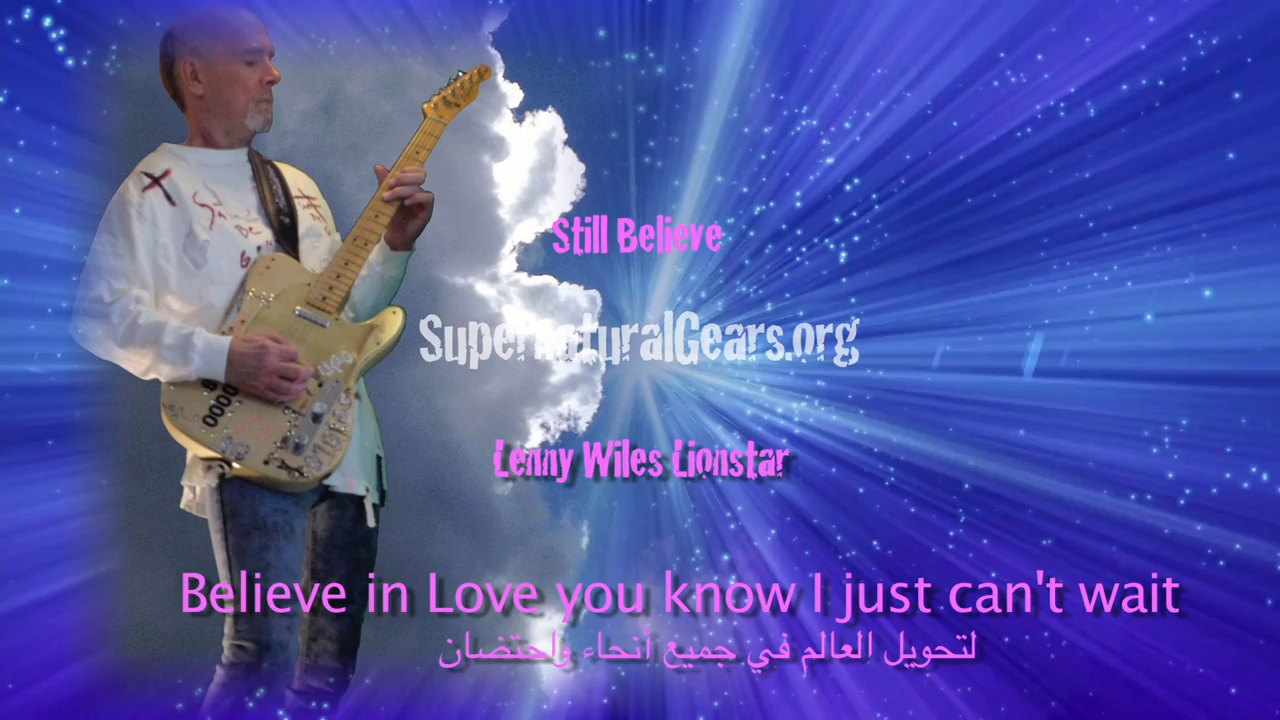 Still Believe
SupernaturalGears.org
Lenny Wiles Lionstar
Believe in Love you know I just can't wait
لتحويل العالم في جميع أنحاء واحتضان
0000